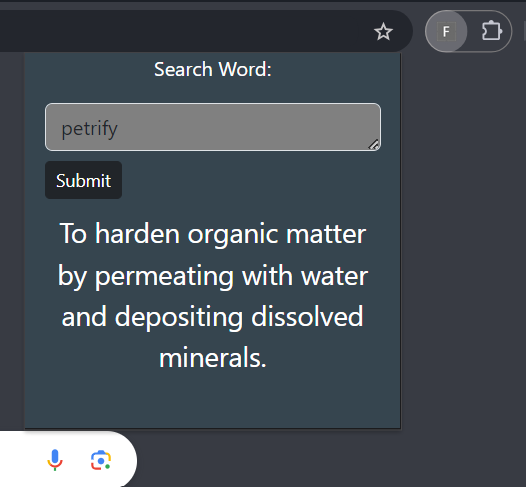 F
Search Word:
petrify
Submit
To harden organic matter
by permeating with water
and depositing dissolved
minerals.